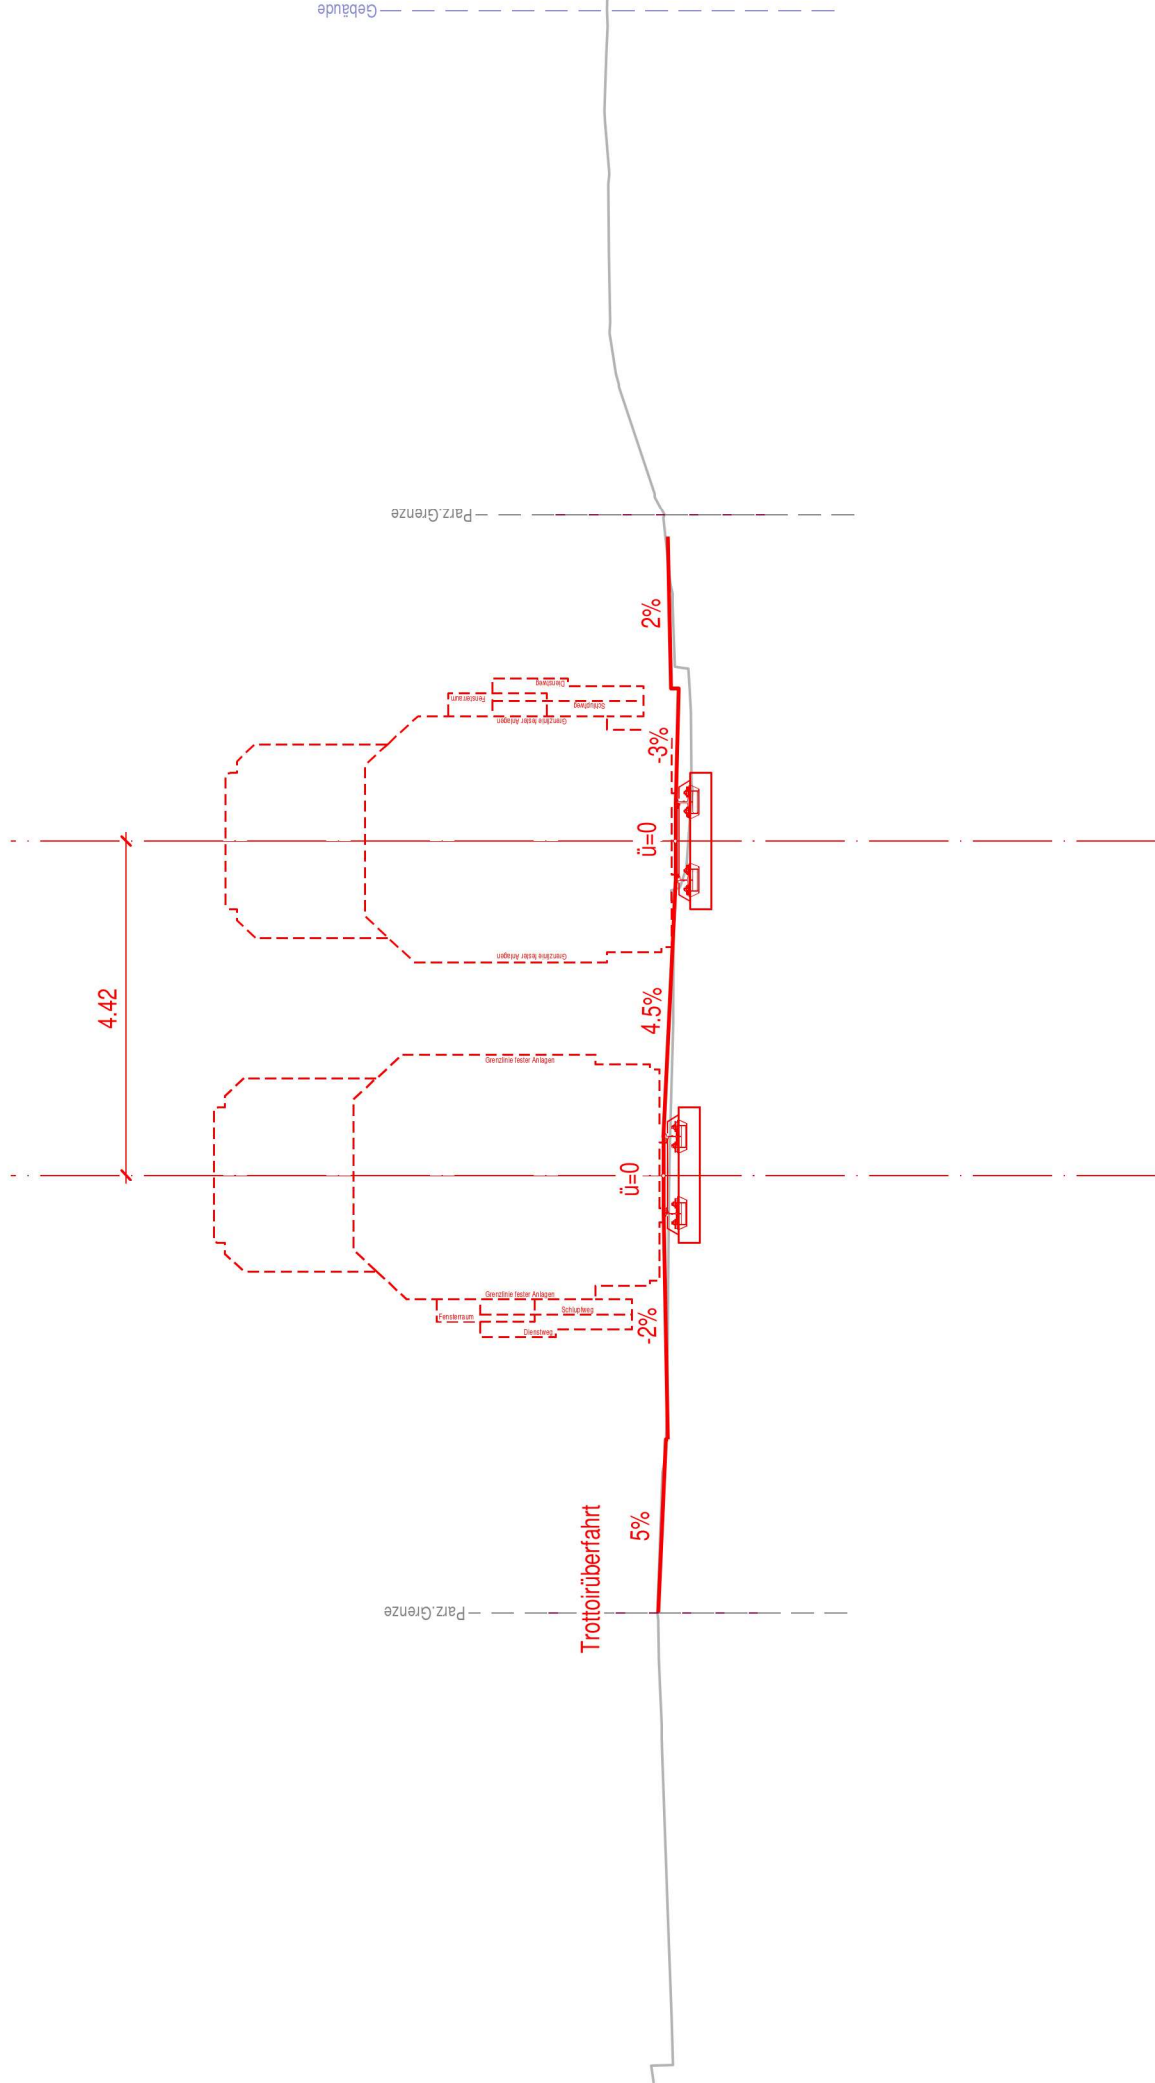 Gebäude
Parz.Grenze
2%
Dienstweg
Fensterraum
Schlupfweg
Grenzlinie fester Anlagen
-3%
ü=0
Grenzlinie fester Anlagen
4.42
4.5%
Grenzlinie fester Anlagen
ü=0
Grenzlinie fester Anlagen
Schlupfweg
Fensterraum
Dienstweg
-2%
5%
Trottoirüberfahrt
Parz.Grenze